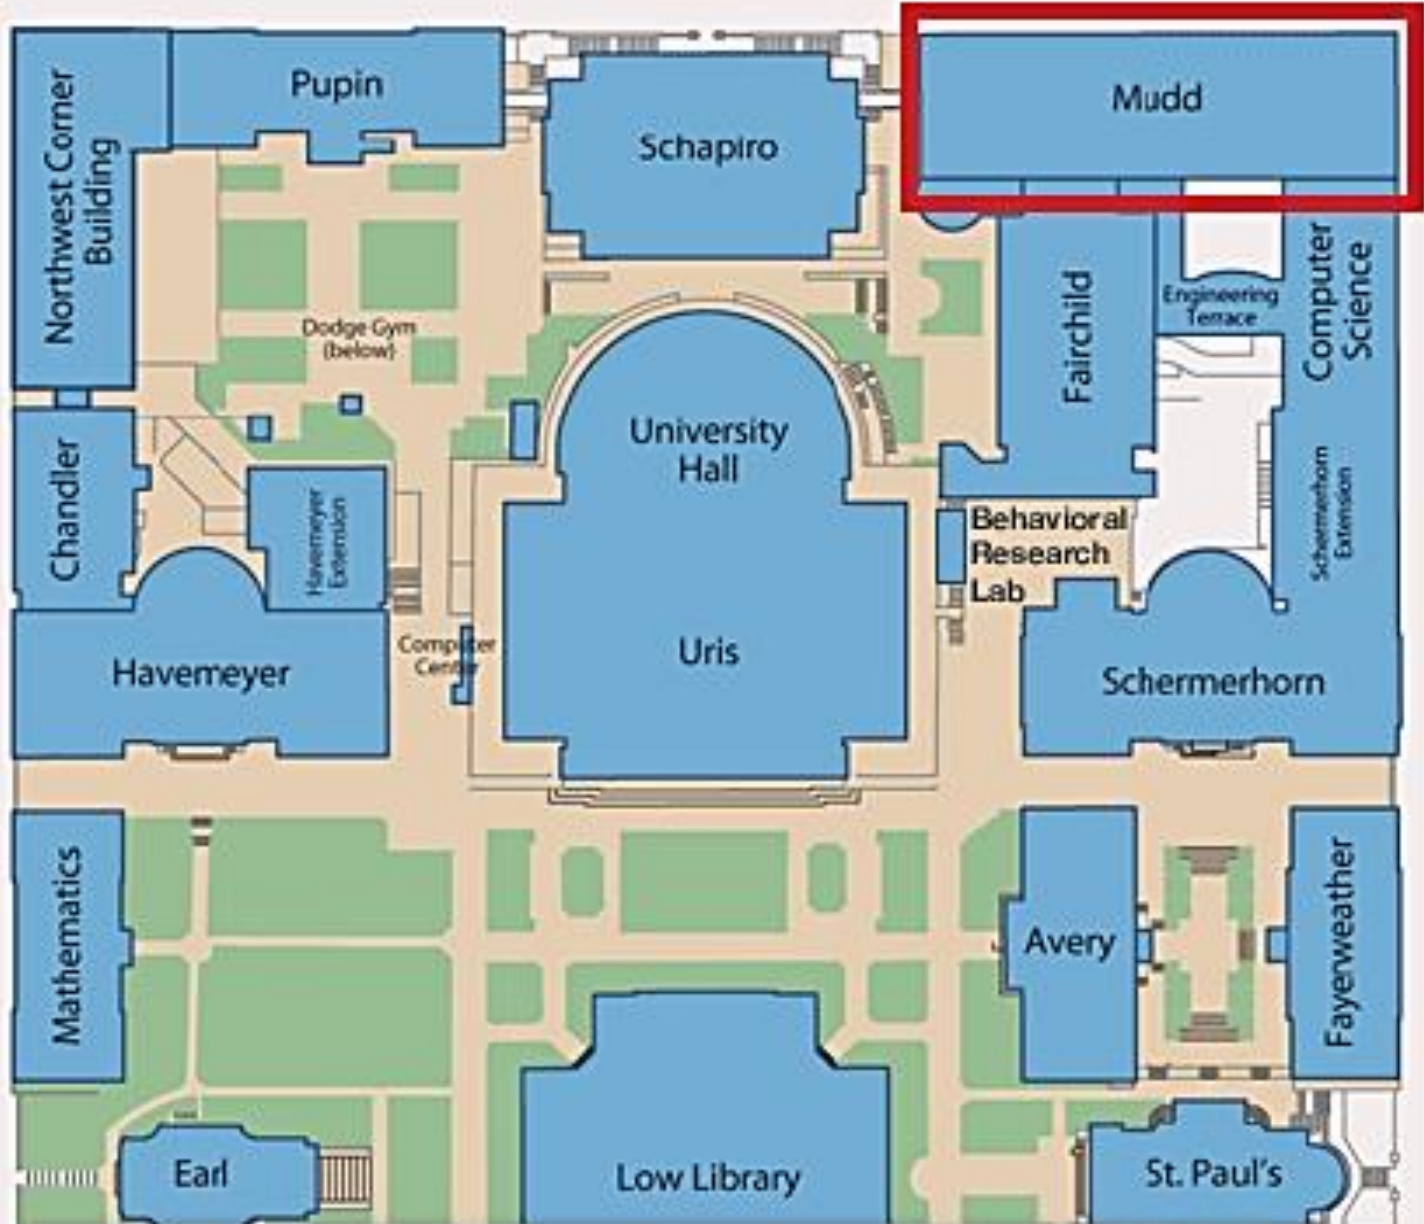 Pupin
Mudd
Schapiro
Northwest Corner
Building
Computer
Science
Engineering
Terrace
Fairchild
Dodge Gym
(below)
University
Hall
Chandler
Havemeyer
Extension
Schermerhorn
Extension
Behavioral
Research
Lab
Computer
Center
Uris
Havemeyer
Schermerhorn
Mathematics
Avery
Fayerweather
Earl
Low Library
St. Paul's